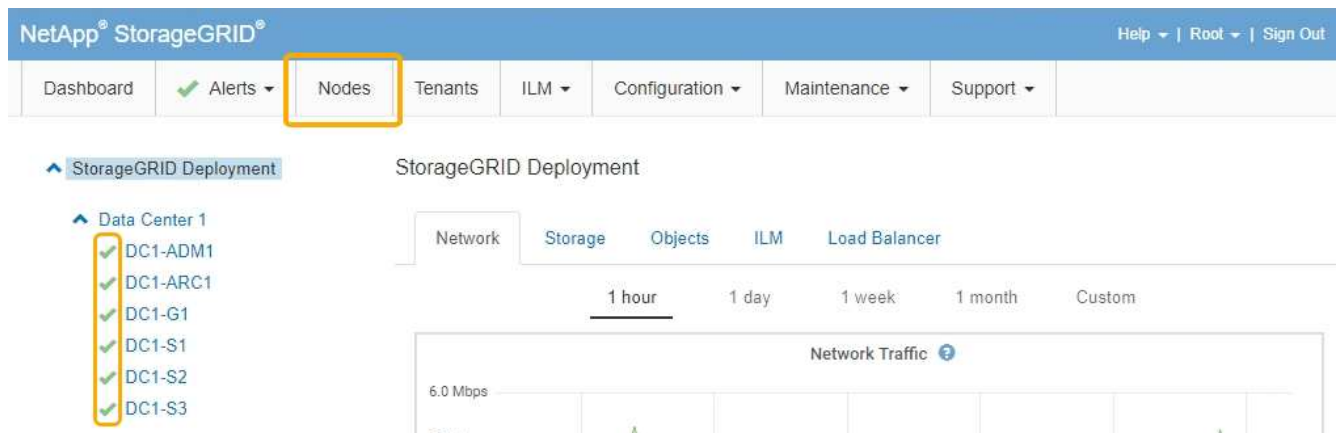 NetApp® StorageGRID®
Help | Root | Sign Out
Dashboard Alerts Nodes Tenants ILM Configuration Maintenance Support
StorageGRID Deployment
Data Center 1
DC1-ADM1
DC1-ARC1
DC1-G1
DC1-S1
DC1-S2
DC1-S3
StorageGRID Deployment
Network Storage Objects ILM Load Balancer
1 hour 1 day 1 week 1 month Custom
Network Traffic ?
6.0 Mbps